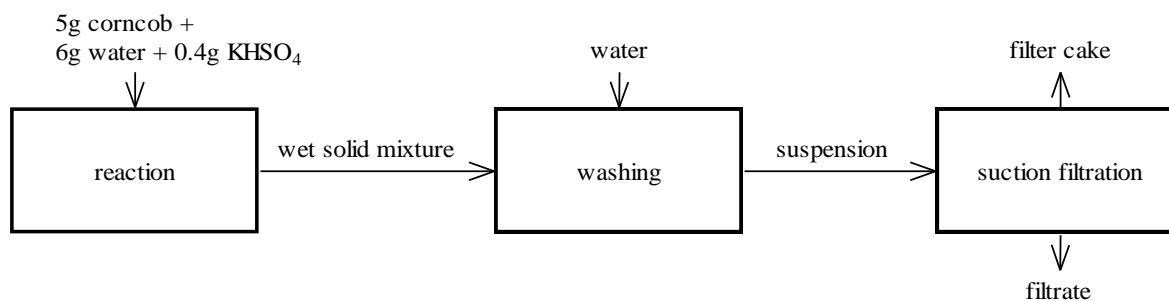 5g corncob +
6g water + 0.4g KHSO₄
water
filter cake
reaction
wet solid mixture
washing
suspension
suction filtration
filtrate